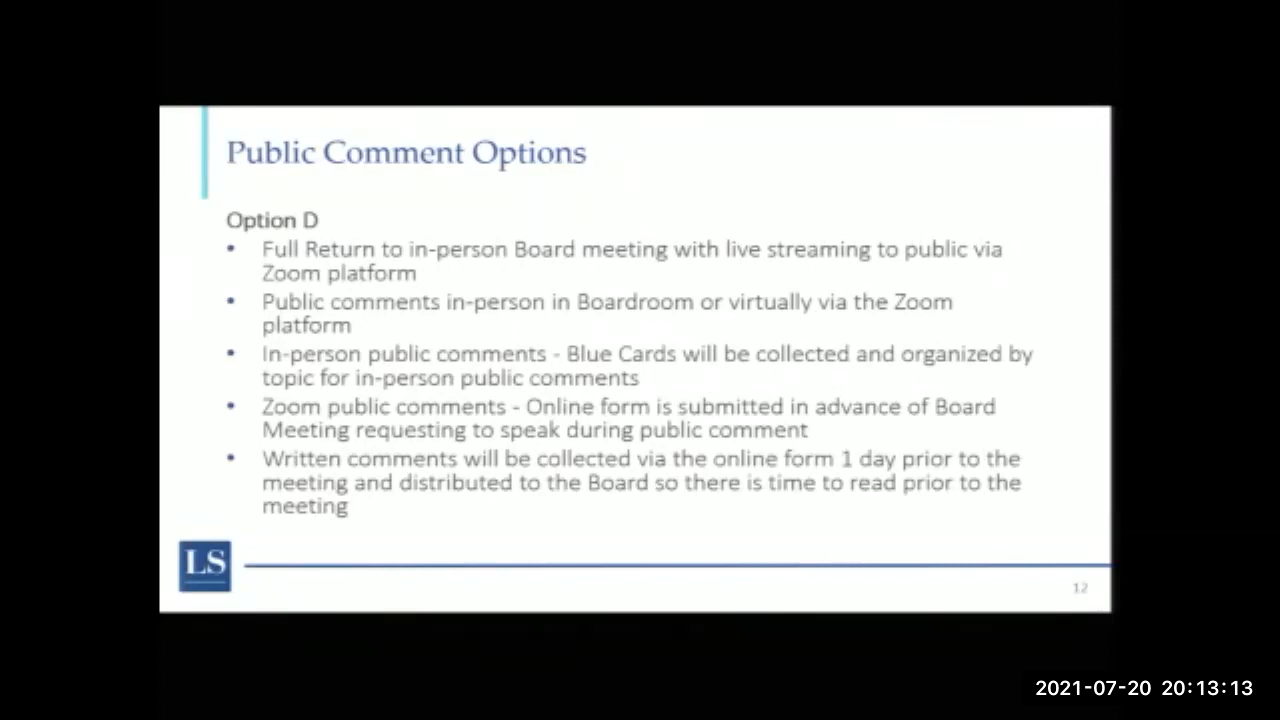 Public Comment Options
Option D
• Full Return to in-person Board meeting with live streaming to public via
Zoom platform
• Public comments in-person in Boardroom or virtually via the Zoom
platform
• In-person public comments - Blue Cards will be collected and organized by
topic for in-person public comments
• Zoom public comments - Online form is submitted in advance of Board
Meeting requesting to speak during public comment
• Written comments will be collected via the online form 1 day prior to the
meeting and distributed to the Board so there is time to read prior to the
meeting
LS
12
2021-07-20 20:13:13